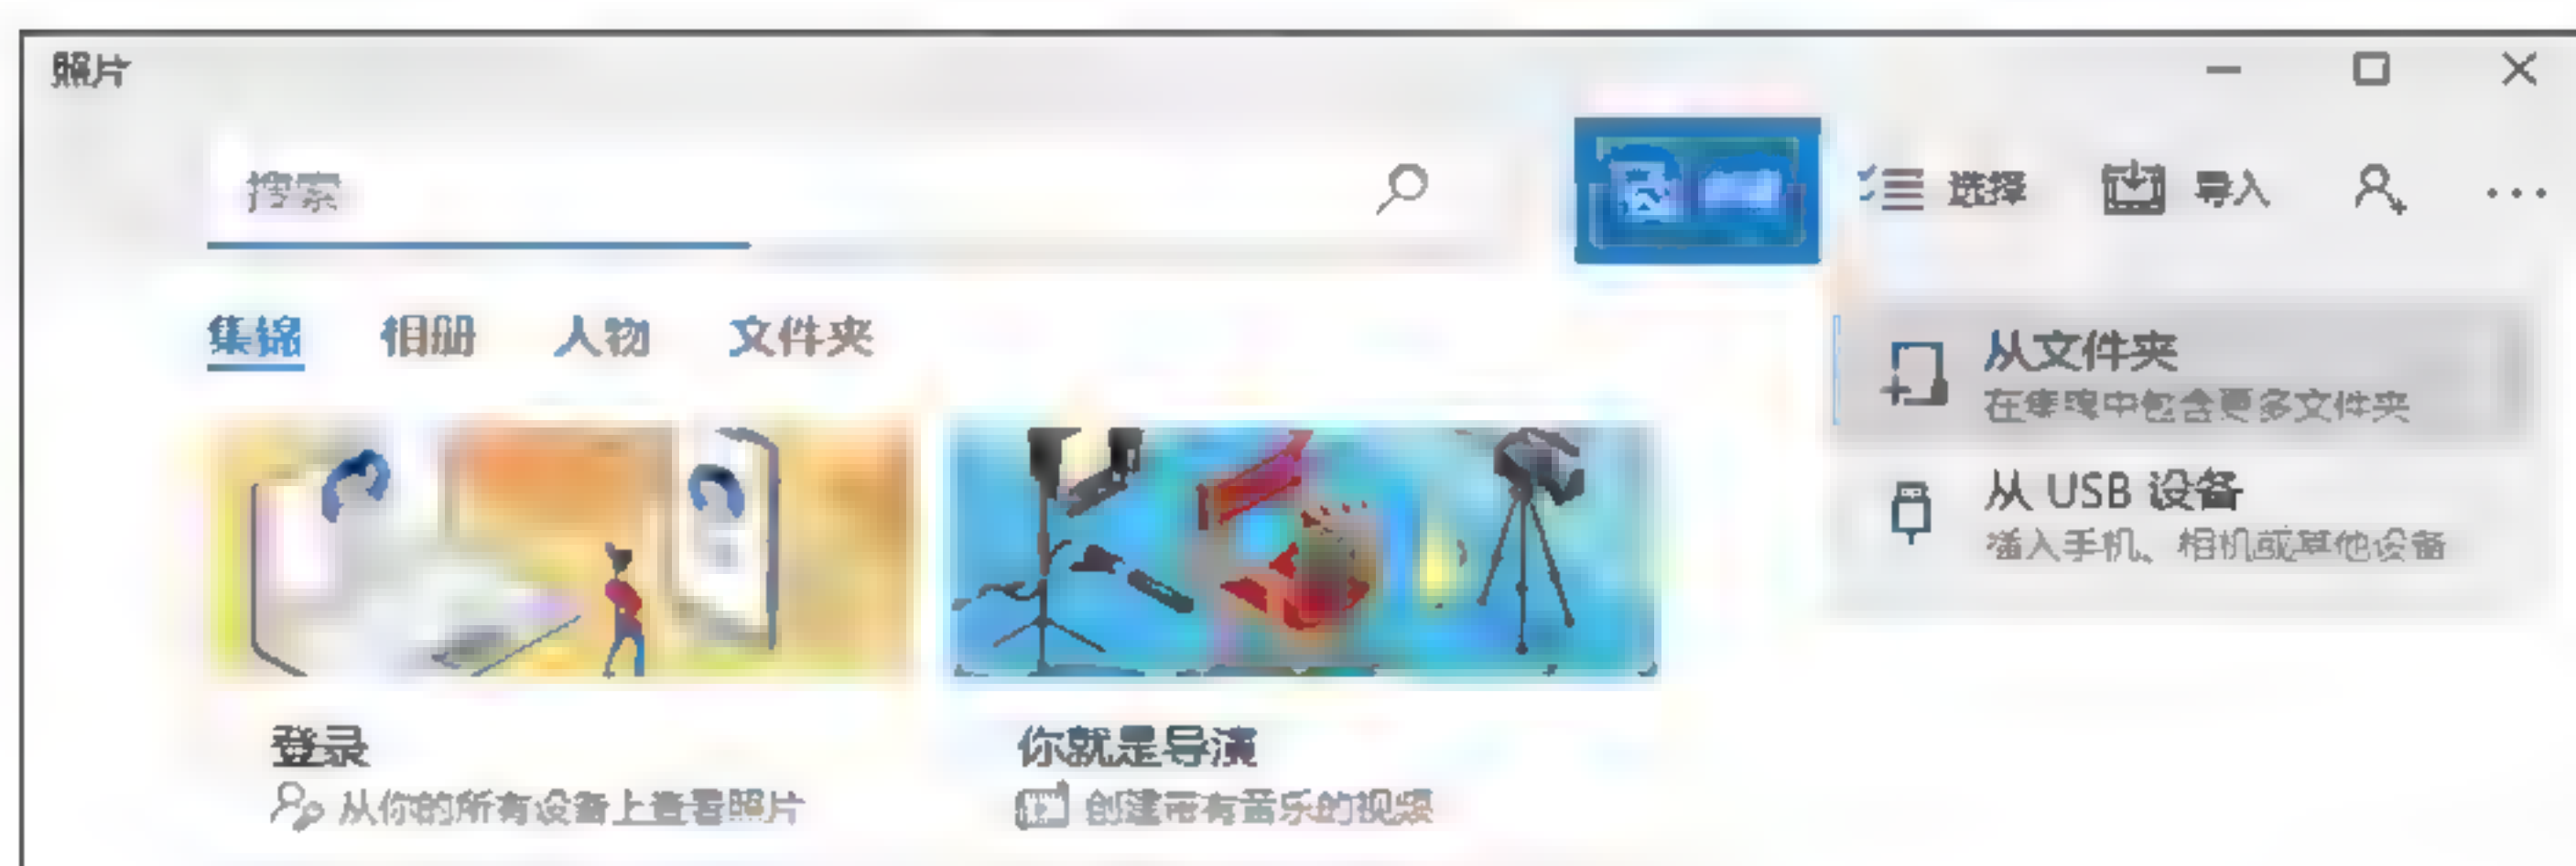 照片
搜索
选择 导入
集锦 相册 人物 文件夹
从文件夹
在集锦中包含更多文件夹
从 USB 设备
插入手机、相机或其他设备
登录
从你的所有设备上查看照片
你就是导演
创建带有音乐的视频